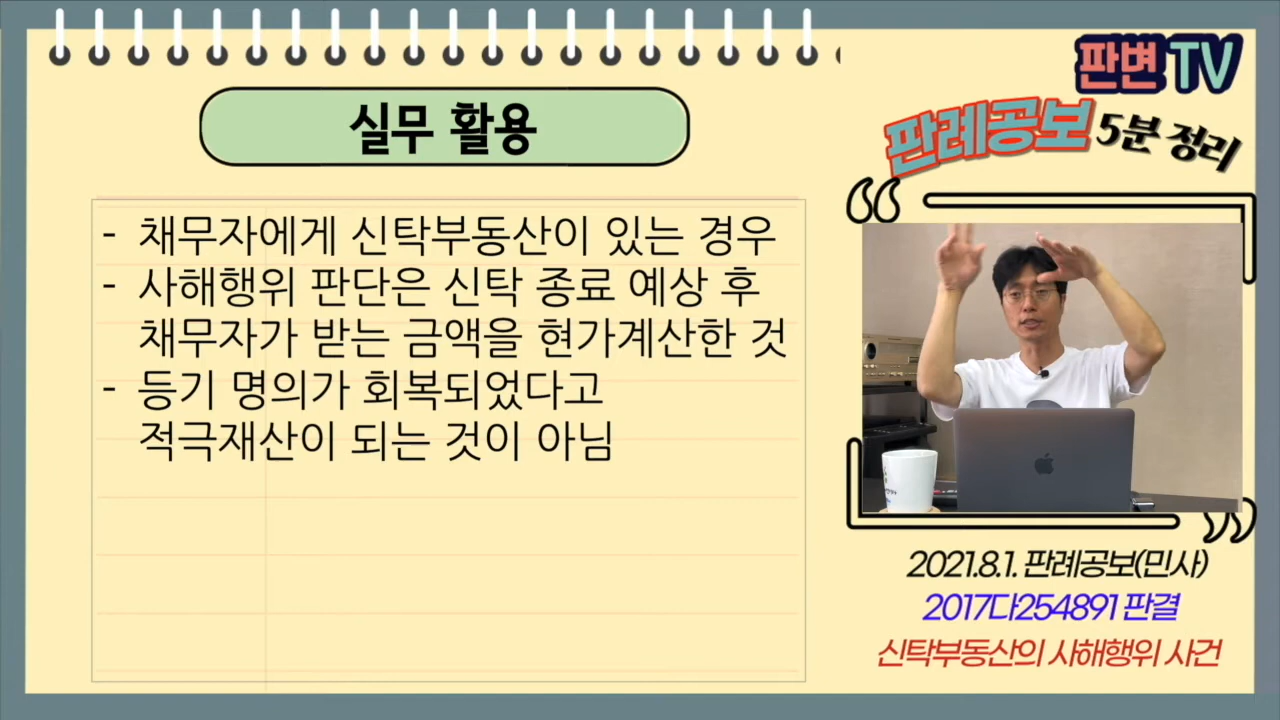 판변 TV
판례공보 5분 정리
실무 활용
- 채무자에게 신탁부동산이 있는 경우
- 사해행위 판단은 신탁 종료 예상 후
채무자가 받는 금액을 현가계산한 것
- 등기 명의가 회복되었다고
적극재산이 되는 것이 아님
2021.8.1. 판례공보(민사)
2017다254891 판결
신탁부동산의 사해행위 사건